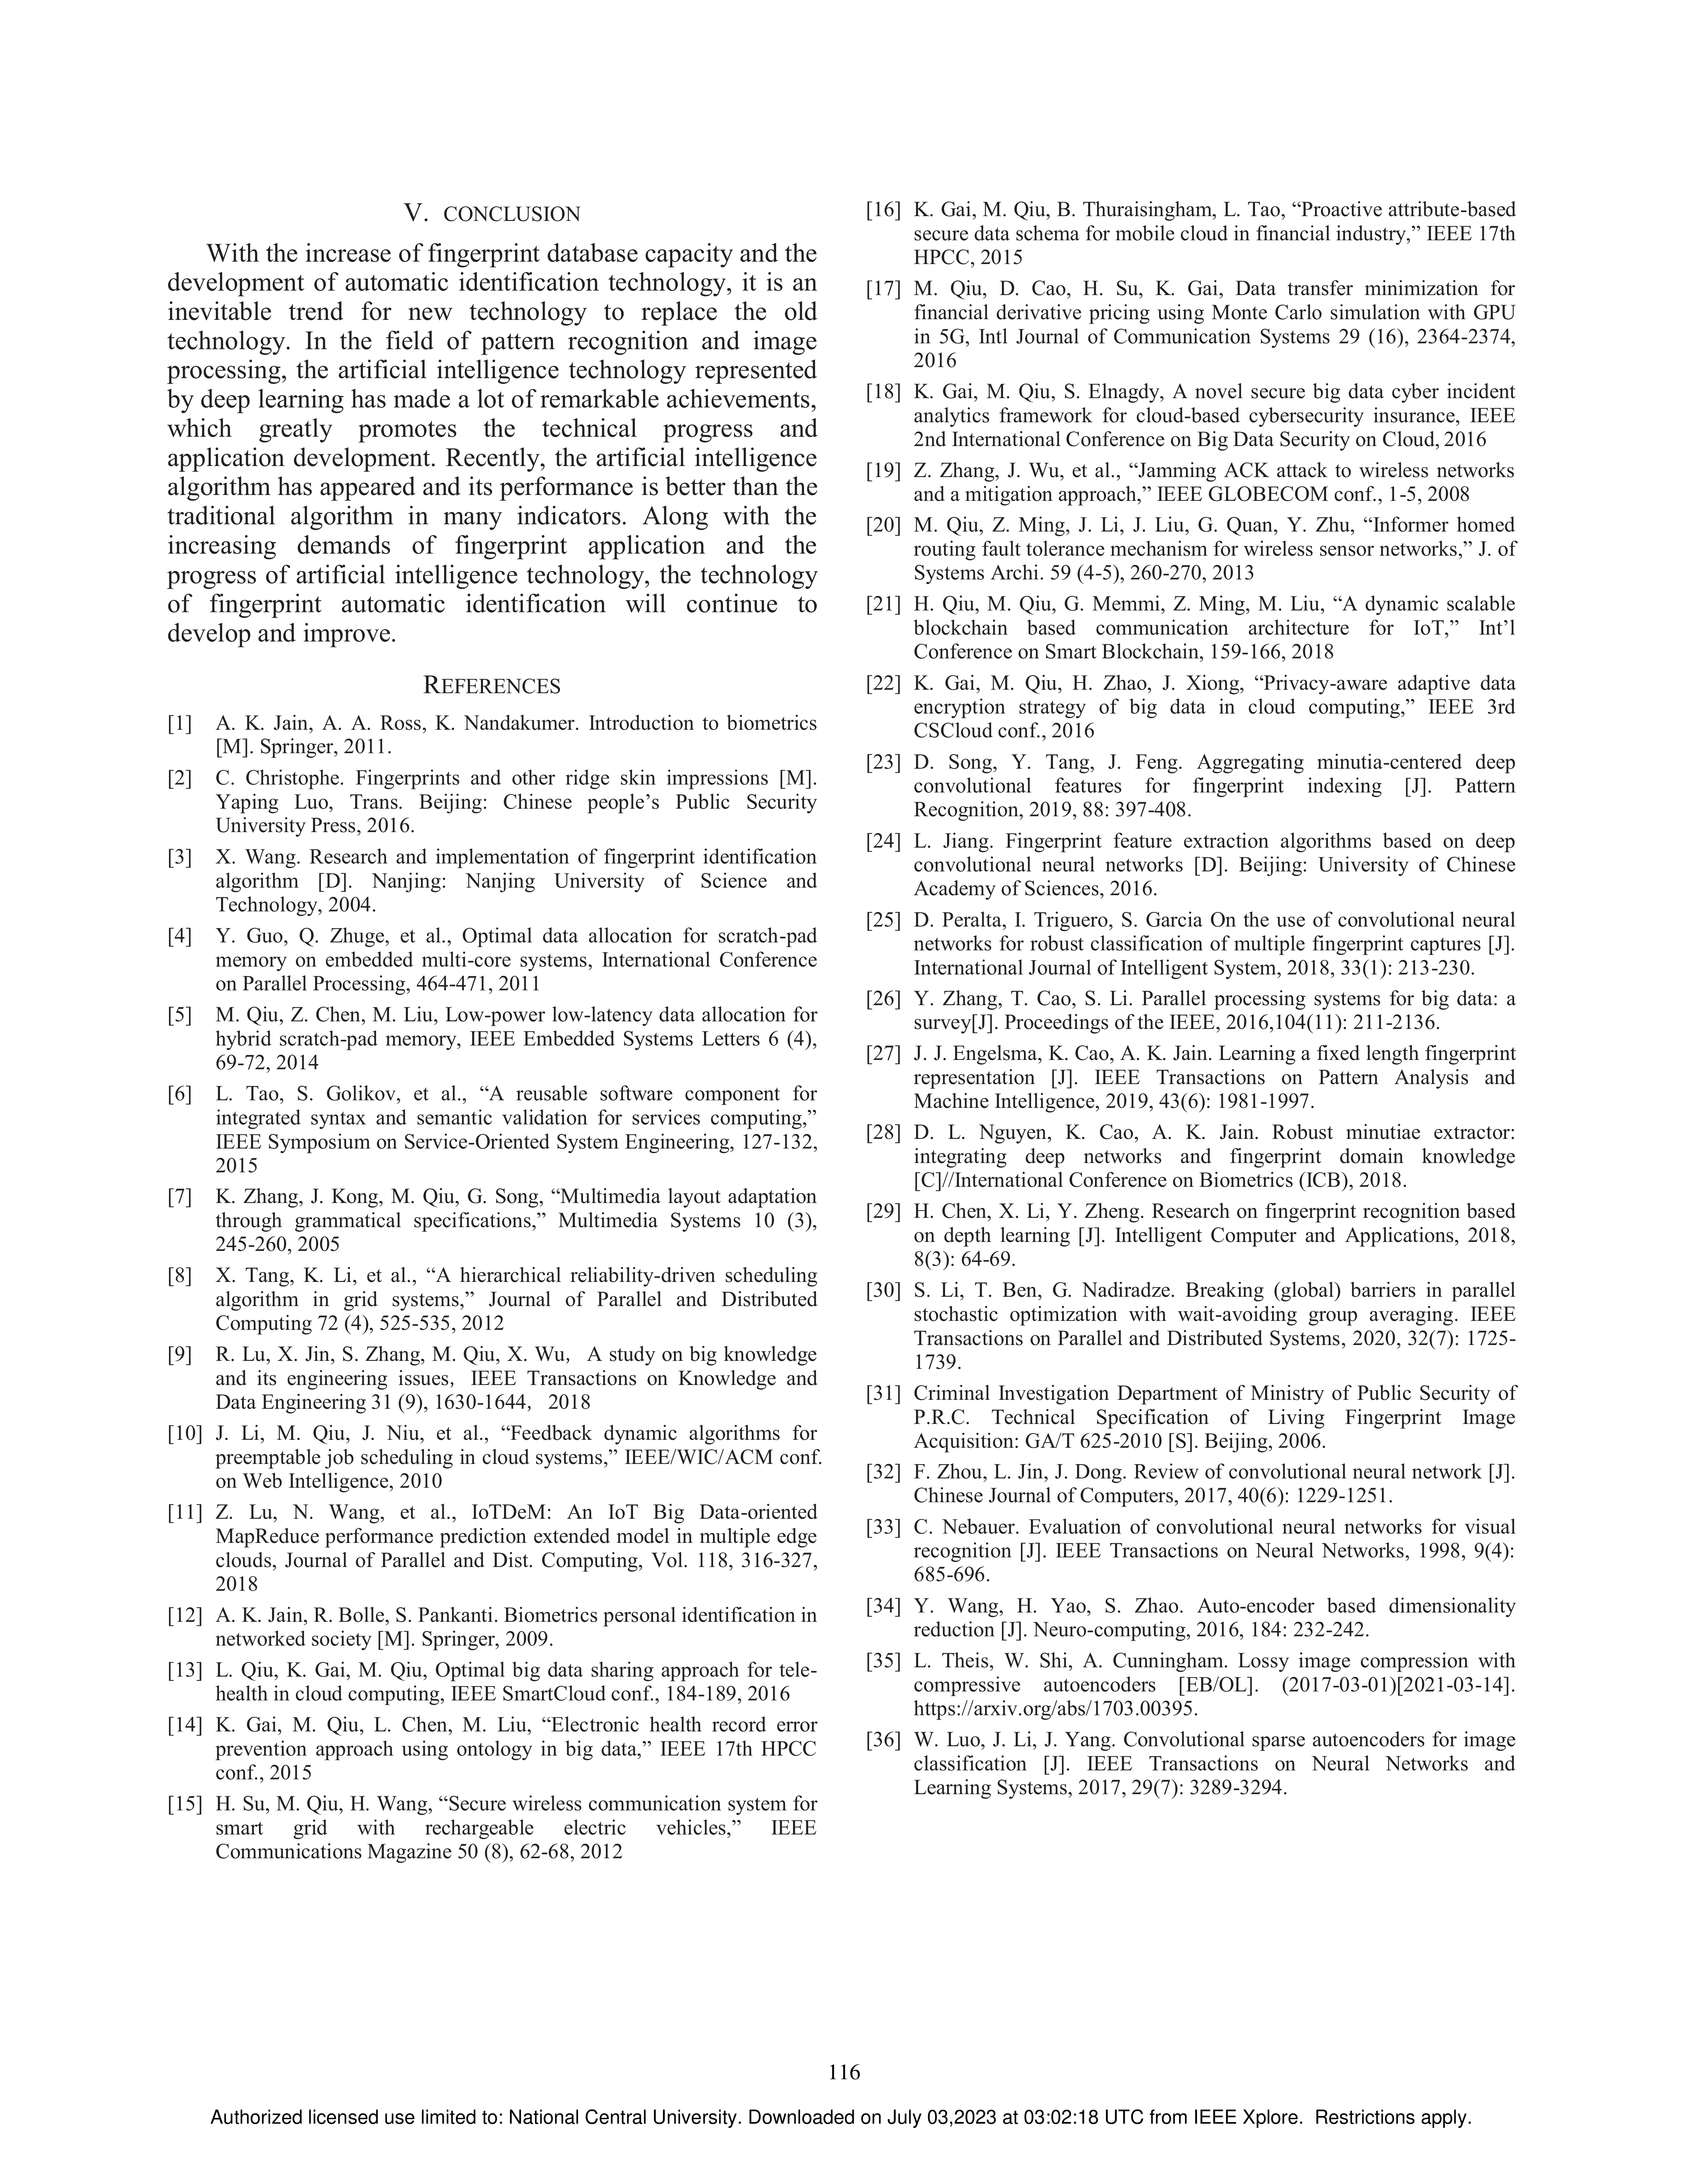 V. CONCLUSION
With the increase of fingerprint database capacity and the
development of automatic identification technology, it is an
inevitable trend for new technology to replace the old
technology. In the field of pattern recognition and image
processing, the artificial intelligence technology represented
by deep learning has made a lot of remarkable achievements,
which greatly promotes the technical progress and
application development. Recently, the artificial intelligence
algorithm has appeared and its performance is better than the
traditional algorithm in many indicators. Along with the
increasing demands of fingerprint application and the
progress of artificial intelligence technology, the technology
of fingerprint automatic identification will continue to
develop and improve.
REFERENCES
[1] A. K. Jain, A. A. Ross, K. Nandakumer. Introduction to biometrics
[M]. Springer, 2011.
[2] C. Christophe. Fingerprints and other ridge skin impressions [M].
Yaping Luo, Trans. Beijing: Chinese people’s Public Security
University Press, 2016.
[3] X. Wang. Research and implementation of fingerprint identification
algorithm [D]. Nanjing: Nanjing University of Science and
Technology, 2004.
[4] Y. Guo, Q. Zhuge, et al., Optimal data allocation for scratch-pad
memory on embedded multi-core systems, International Conference
on Parallel Processing, 464-471, 2011
[5] M. Qiu, Z. Chen, M. Liu, Low-power low-latency data allocation for
hybrid scratch-pad memory, IEEE Embedded Systems Letters 6 (4),
69-72, 2014
[6] L. Tao, S. Golikov, et al., “A reusable software component for
integrated syntax and semantic validation for services computing,”
IEEE Symposium on Service-Oriented System Engineering, 127-132,
2015
[7] K. Zhang, J. Kong, M. Qiu, G. Song, “Multimedia layout adaptation
through grammatical specifications,” Multimedia Systems 10 (3),
245-260, 2005
[8] X. Tang, K. Li, et al., “A hierarchical reliability-driven scheduling
algorithm in grid systems,” Journal of Parallel and Distributed
Computing 72 (4), 525-535, 2012
[9] R. Lu, X. Jin, S. Zhang, M. Qiu, X. Wu, A study on big knowledge
and its engineering issues, IEEE Transactions on Knowledge and
Data Engineering 31 (9), 1630-1644, 2018
[10] J. Li, M. Qiu, J. Niu, et al., “Feedback dynamic algorithms for
preemptable job scheduling in cloud systems,” IEEE/WIC/ACM conf.
on Web Intelligence, 2010
[11] Z. Lu, N. Wang, et al., IoTDeM: An IoT Big Data-oriented
MapReduce performance prediction extended model in multiple edge
clouds, Journal of Parallel and Dist. Computing, Vol. 118, 316-327,
2018
[12] A. K. Jain, R. Bolle, S. Pankanti. Biometrics personal identification in
networked society [M]. Springer, 2009.
[13] L. Qiu, K. Gai, M. Qiu, Optimal big data sharing approach for tele-
health in cloud computing, IEEE SmartCloud conf., 184-189, 2016
[14] K. Gai, M. Qiu, L. Chen, M. Liu, “Electronic health record error
prevention approach using ontology in big data,” IEEE 17th HPCC
conf., 2015
[15] H. Su, M. Qiu, H. Wang, “Secure wireless communication system for
smart grid with rechargeable electric vehicles,” IEEE
Communications Magazine 50 (8), 62-68, 2012
[16] K. Gai, M. Qiu, B. Thuraisingham, L. Tao, “Proactive attribute-based
secure data schema for mobile cloud in financial industry,” IEEE 17th
HPCC, 2015
[17] M. Qiu, D. Cao, H. Su, K. Gai, Data transfer minimization for
financial derivative pricing using Monte Carlo simulation with GPU
in 5G, Intl Journal of Communication Systems 29 (16), 2364-2374,
2016
[18] K. Gai, M. Qiu, S. Elnagdy, A novel secure big data cyber incident
analytics framework for cloud-based cybersecurity insurance, IEEE
2nd International Conference on Big Data Security on Cloud, 2016
[19] Z. Zhang, J. Wu, et al., “Jamming ACK attack to wireless networks
and a mitigation approach,” IEEE GLOBECOM conf., 1-5, 2008
[20] M. Qiu, Z. Ming, J. Li, J. Liu, G. Quan, Y. Zhu, “Informer homed
routing fault tolerance mechanism for wireless sensor networks,” J. of
Systems Archi. 59 (4-5), 260-270, 2013
[21] H. Qiu, M. Qiu, G. Memmi, Z. Ming, M. Liu, “A dynamic scalable
blockchain based communication architecture for IoT,” Int’l
Conference on Smart Blockchain, 159-166, 2018
[22] K. Gai, M. Qiu, H. Zhao, J. Xiong, “Privacy-aware adaptive data
encryption strategy of big data in cloud computing,” IEEE 3rd
CSCloud conf., 2016
[23] D. Song, Y. Tang, J. Feng. Aggregating minutia-centered deep
convolutional features for fingerprint indexing [J]. Pattern
Recognition, 2019, 88: 397-408.
[24] L. Jiang. Fingerprint feature extraction algorithms based on deep
convolutional neural networks [D]. Beijing: University of Chinese
Academy of Sciences, 2016.
[25] D. Peralta, I. Triguero, S. Garcia On the use of convolutional neural
networks for robust classification of multiple fingerprint captures [J].
International Journal of Intelligent System, 2018, 33(1): 213-230.
[26] Y. Zhang, T. Cao, S. Li. Parallel processing systems for big data: a
survey[J]. Proceedings of the IEEE, 2016,104(11): 211-2136.
[27] J. J. Engelsma, K. Cao, A. K. Jain. Learning a fixed length fingerprint
representation [J]. IEEE Transactions on Pattern Analysis and
Machine Intelligence, 2019, 43(6): 1981-1997.
[28] D. L. Nguyen, K. Cao, A. K. Jain. Robust minutiae extractor:
integrating deep networks and fingerprint domain knowledge
[C]//International Conference on Biometrics (ICB), 2018.
[29] H. Chen, X. Li, Y. Zheng. Research on fingerprint recognition based
on depth learning [J]. Intelligent Computer and Applications, 2018,
8(3): 64-69.
[30] S. Li, T. Ben, G. Nadiradze. Breaking (global) barriers in parallel
stochastic optimization with wait-avoiding group averaging. IEEE
Transactions on Parallel and Distributed Systems, 2020, 32(7): 1725-
1739.
[31] Criminal Investigation Department of Ministry of Public Security of
P.R.C. Technical Specification of Living Fingerprint Image
Acquisition: GA/T 625-2010 [S]. Beijing, 2006.
[32] F. Zhou, L. Jin, J. Dong. Review of convolutional neural network [J].
Chinese Journal of Computers, 2017, 40(6): 1229-1251.
[33] C. Nebauer. Evaluation of convolutional neural networks for visual
recognition [J]. IEEE Transactions on Neural Networks, 1998, 9(4):
685-696.
[34] Y. Wang, H. Yao, S. Zhao. Auto-encoder based dimensionality
reduction [J]. Neuro-computing, 2016, 184: 232-242.
[35] L. Theis, W. Shi, A. Cunningham. Lossy image compression with
compressive autoencoders [EB/OL]. (2017-03-01)[2021-03-14].
https://arxiv.org/abs/1703.00395.
[36] W. Luo, J. Li, J. Yang. Convolutional sparse autoencoders for image
classification [J]. IEEE Transactions on Neural Networks and
Learning Systems, 2017, 29(7): 3289-3294.
116
Authorized licensed use limited to: National Central University. Downloaded on July 03,2023 at 03:02:18 UTC from IEEE Xplore. Restrictions apply.